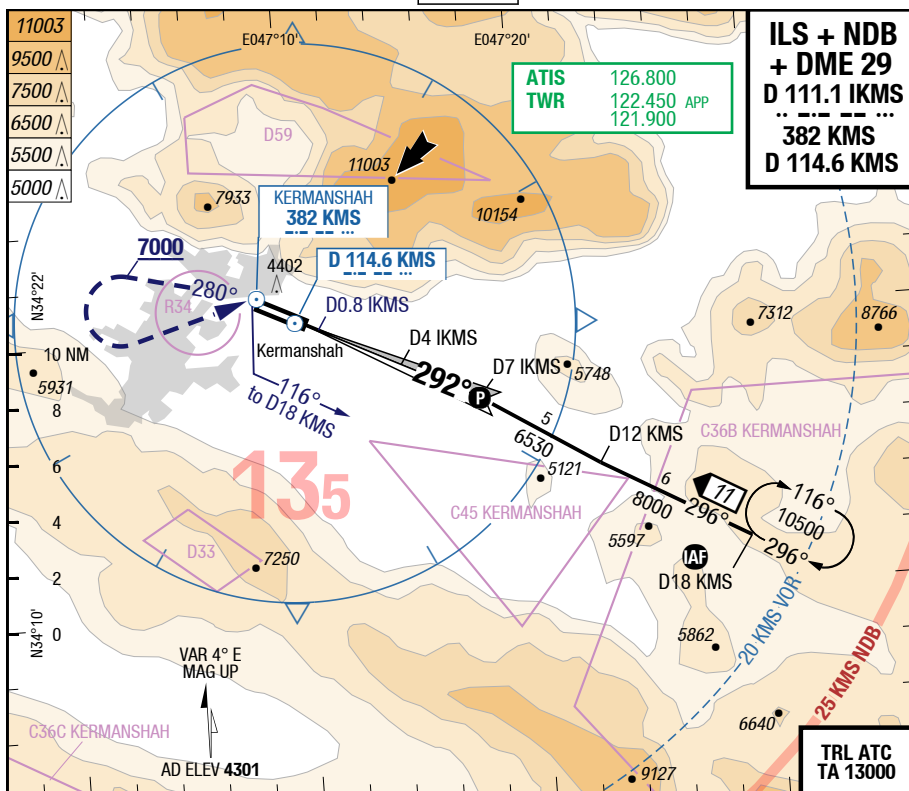 11003
9500
7500
6500
5500
5000
E047°10'
E047°20'
ATIS 126.800
TWR 122.450 APP
121.900
ILS + NDB
+ DME 29
D 111.1 IKMS
382 KMS
D 114.6 KMS
D59
11003
7933
10154
KERMANSHAH
382 KMS
7000
4402
D 114.6 KMS
280°
R34
N34°22'
D0.8 IKMS
7312
8766
Kermanshah
D4 IKMS
10 NM
5931
292°
D7 IKMS
5748
P
116°
to D18 KMS
8
5
6530
D12 KMS
C36B KERMANSHAH
6
135
5121
6
11
116°
8000
296°
10500
4
C45 KERMANSHAH
5597
296°
D33
7250
IAF
D18 KMS
2
N34°10'
0
5862
20 KMS VOR
25 KMS NDB
VAR 4° E
MAG UP
6640
C36C KERMANSHAH
AD ELEV 4301
9127
TRL ATC
TA 13000